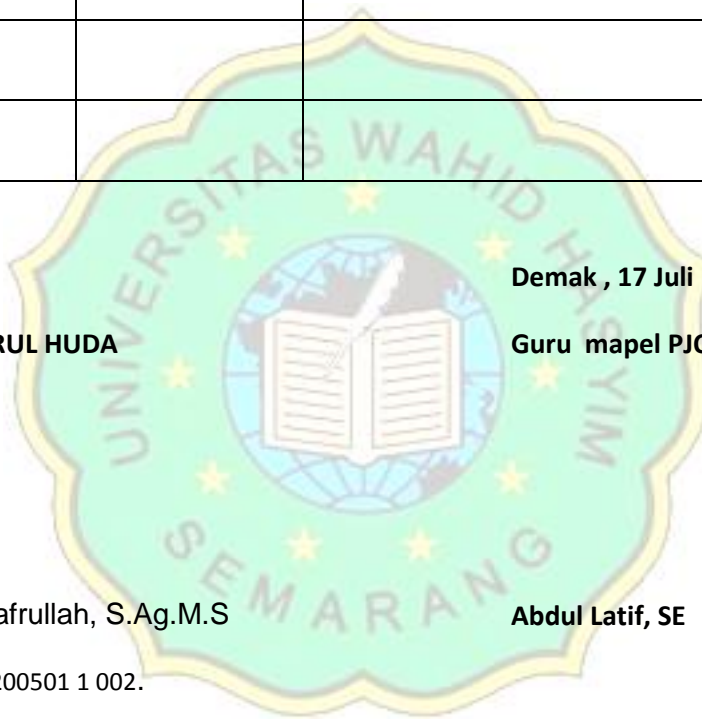 UNIVERSITAS WAHID HASYIM
SEMARANG
Demak , 17 Juli
RUL HUDA
Guru mapel PJO
afrullah, S.Ag.M.S
Abdul Latif, SE
200501 1 002.